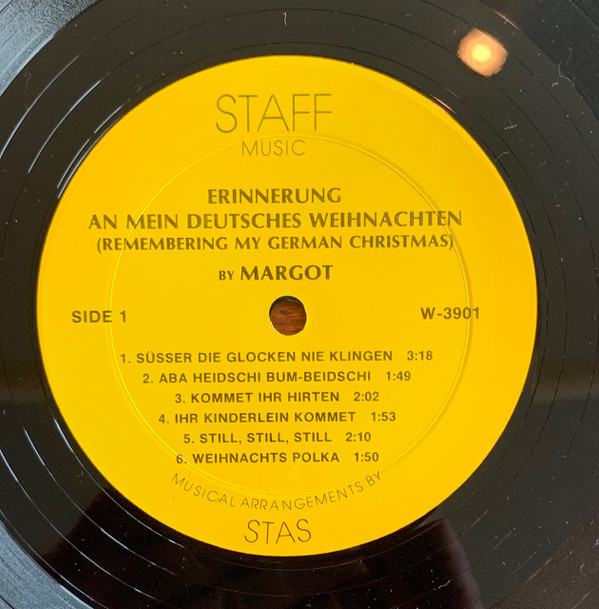 STAFF
MUSIC
ERINNERUNG
AN MEIN DEUTSCHES WEIHNACHTEN
(REMEMBERING MY GERMAN CHRISTMAS)
BY MARGOT
SIDE 1 W-3901
1. SÜSSER DIE GLOCKEN NIE KLINGEN 3:18
2. ABA HEIDSCHI BUM-BEIDSCHI 1:49
3. KOMMET IHR HIRTEN 2:02
4. IHR KINDERLEIN KOMMET 1:53
5. STILL, STILL, STILL 2:10
6. WEIHNACHTS POLKA 1:50
MUSICAL ARRANGEMENTS BY
STAS